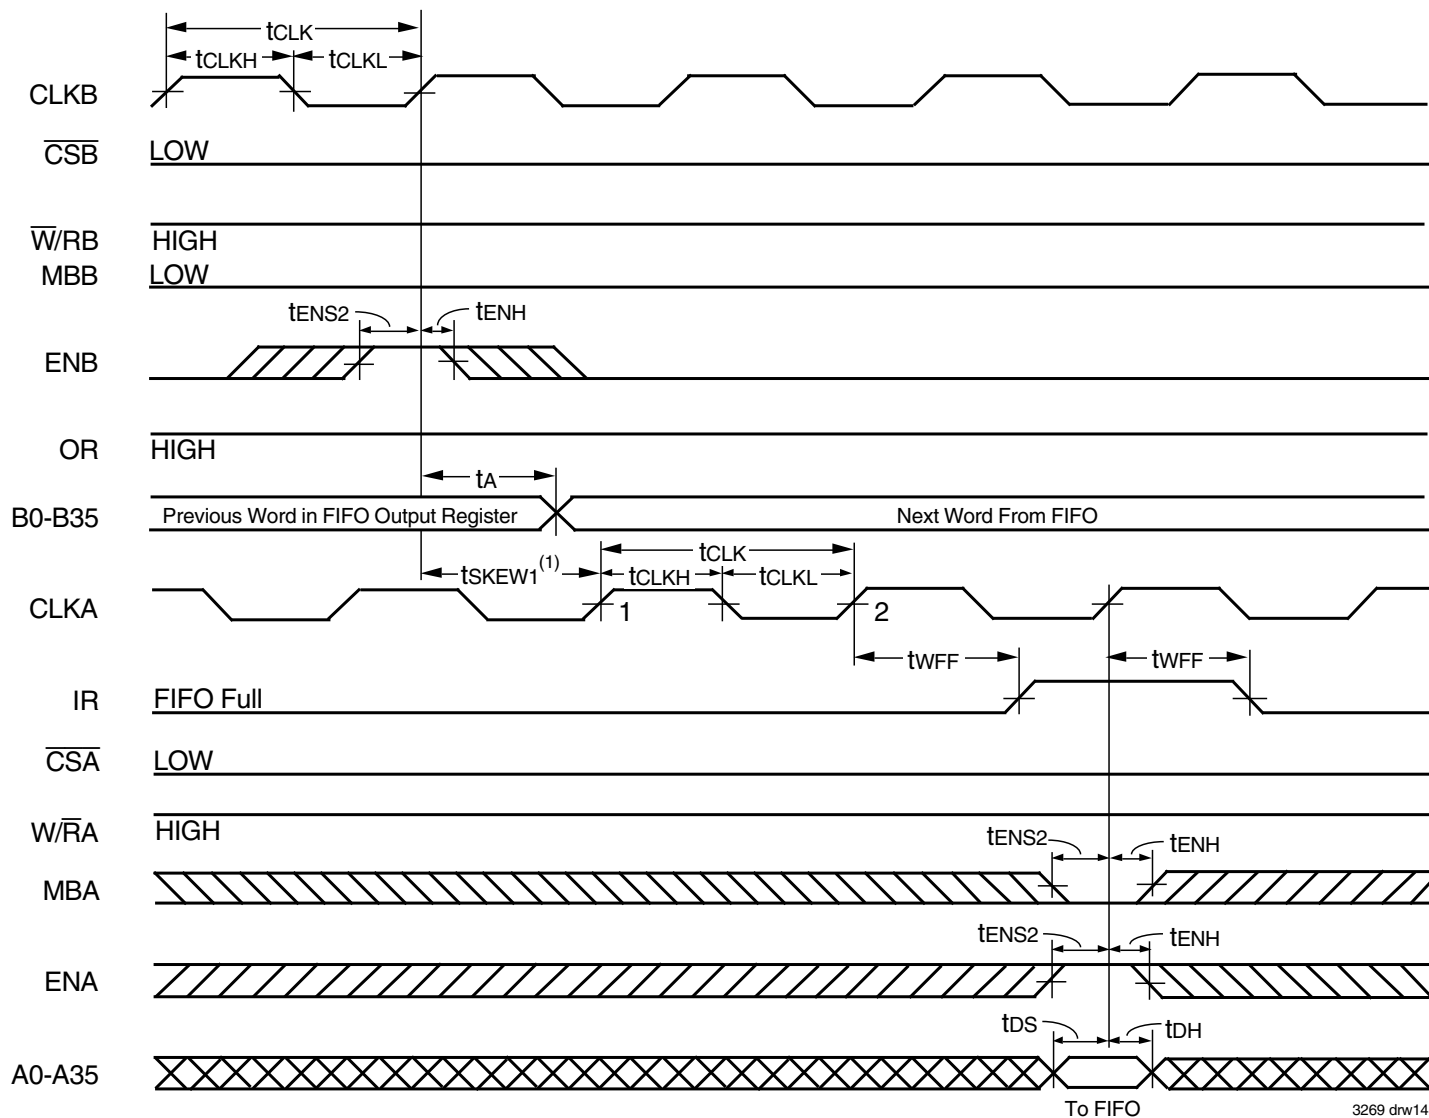 tCLK
tCLKH tCLKL
CLKB
CSB LOW
W/RB HIGH
MBB LOW
tENS2 tENH
ENB
OR HIGH
tA
B0-B35 Previous Word in FIFO Output Register Next Word From FIFO
tCLK
tSKEW1(1) tCLKH tCLKL
CLKA 1 2
tWFF tWFF
IR FIFO Full
CSA LOW
W/RA HIGH
tENS2 tENH
MBA
tENS2 tENH
ENA
tDS tDH
A0-A35
To FIFO 3269 drw14